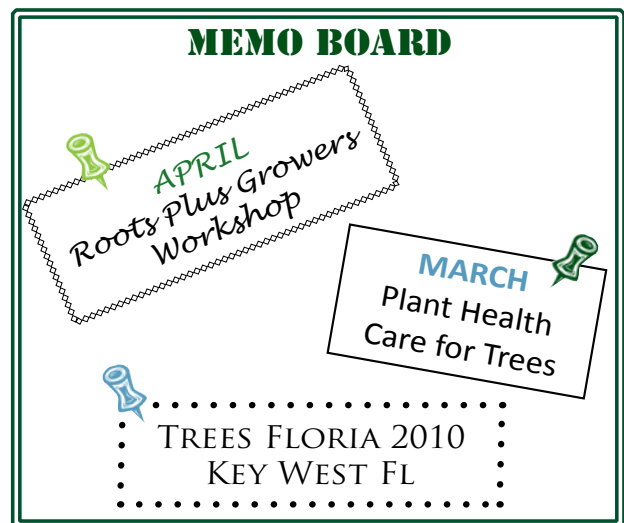 MEMO BOARD
APRIL
Roots Plus Growers
Workshop
MARCH
Plant Health
Care for Trees
TREES FLORIA 2010
KEY WEST FL